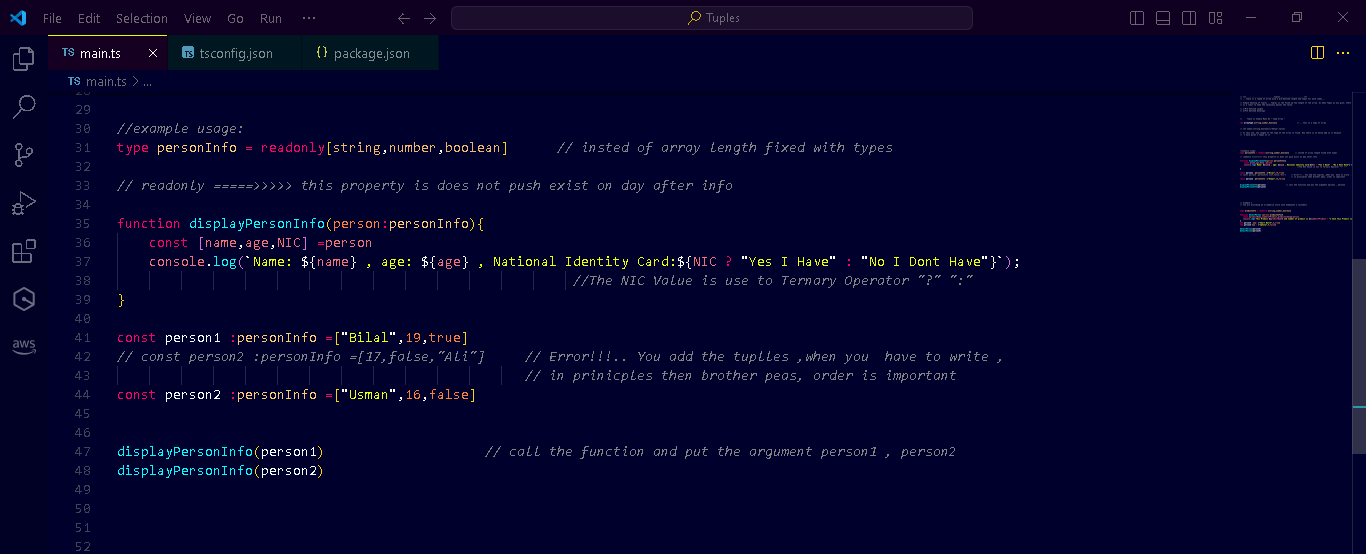 File Edit Selection View Go Run ··· Tuples
TS main.ts × TS tsconfig.json {} package.json ···
TS main.ts > ...
28
29
30 //example usage:
31 type personInfo = readonly[string,number,boolean] // insted of array length fixed with types
32
33 // readonly =====>>>>> this property is does not push exist on day after info
34
35 function displayPersonInfo(person:personInfo){
36 const [name,age,NIC] =person
37 console.log(`Name: ${name} , age: ${age} , National Identity Card:${NIC ? "Yes I Have" : "No I Dont Have"}`);
38 //The NIC Value is use to Ternary Operator "?" ":"
39 }
40
41 const person1 :personInfo =["Bilal",19,true]
42 // const person2 :personInfo =[17,false,"Ali"] // Error!!!.. You add the tuplles ,when you have to write ,
43 // in prinicples then brother peas, order is important
44 const person2 :personInfo =["Usman",16,false]
45
46
47 displayPersonInfo(person1) // call the function and put the argument person1 , person2
48 displayPersonInfo(person2)
49
50
51
52
aws